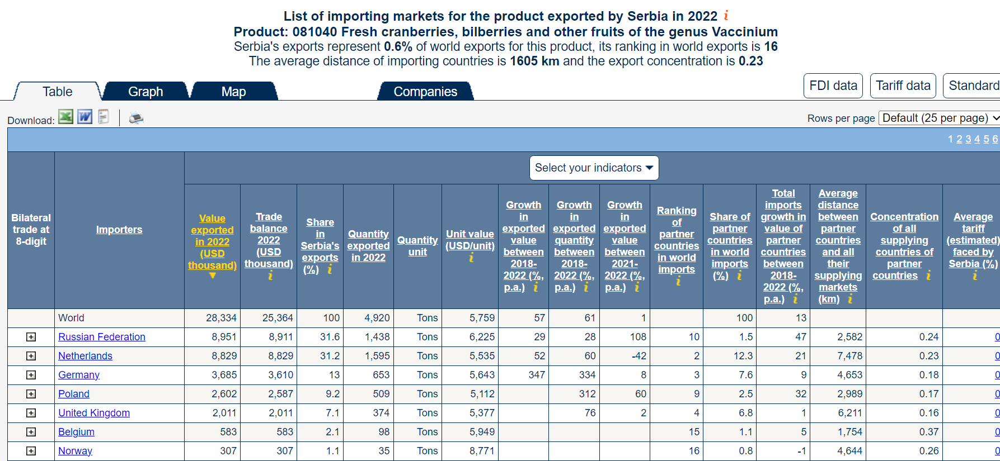 List of importing markets for the product exported by Serbia in 2022 i
Product: 081040 Fresh cranberries, bilberries and other fruits of the genus Vaccinium
Serbia's exports represent 0.6% of world exports for this product, its ranking in world exports is 16
The average distance of importing countries is 1605 km and the export concentration is 0.23
Table Graph Map Companies FDI data Tariff data Standard
Download: Rows per page Default (25 per page)
1 2 3 4 5 6
Select your indicators
Bilateral trade at 8-digit
Importers
Value exported in 2022 (USD thousand)
Trade balance 2022 (USD thousand) i
Share in Serbia's exports (%) i
Quantity exported in 2022
Quantity unit
Unit value (USD/unit) i
Growth in exported value between 2018-2022 (%, p.a.) i
Growth in exported quantity between 2018-2022 (%, p.a.) i
Growth in exported value between 2021-2022 (%, p.a.) i
Ranking of partner countries in world imports i
Share of partner countries in world imports (%) i
Total imports growth in value of partner countries between 2018-2022 (%, p.a.) i
Average distance between partner countries and all their supplying markets (km) i
Concentration of all supplying countries of partner countries i
Average tariff (estimated) faced by Serbia (%) i
World 28,334 25,364 100 4,920 Tons 5,759 57 61 1 100 13
Russian Federation 8,951 8,911 31.6 1,438 Tons 6,225 29 28 108 10 1.5 47 2,582 0.24 0
Netherlands 8,829 8,829 31.2 1,595 Tons 5,535 52 60 -42 2 12.3 21 7,478 0.23 0
Germany 3,685 3,610 13 653 Tons 5,643 347 334 8 3 7.6 9 4,653 0.18 0
Poland 2,602 2,587 9.2 509 Tons 5,112 312 60 9 2.5 32 2,989 0.17 0
United Kingdom 2,011 2,011 7.1 374 Tons 5,377 76 2 4 6.8 1 6,211 0.16 0
Belgium 583 583 2.1 98 Tons 5,949 15 1.1 5 1,754 0.37 0
Norway 307 307 1.1 35 Tons 8,771 16 0.8 -1 4,644 0.26 0